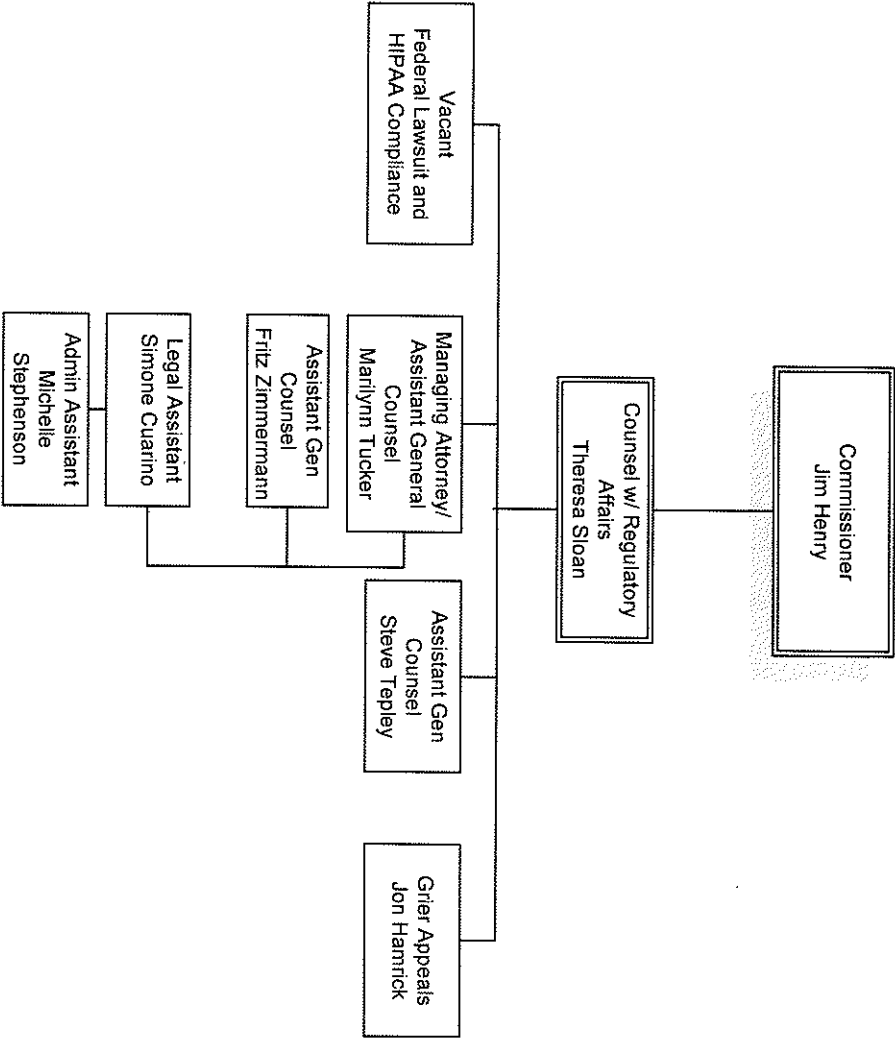 Commissioner
Jim Henry
Counsel w/ Regulatory
Affairs
Theresa Sloan
Vacant
Federal Lawsuit and
HIPAA Compliance
Managing Attorney/
Assistant General
Counsel
Marilynn Tucker
Assistant Gen
Counsel
Steve Tepley
Grier Appeals
Jon Hamrick
Assistant Gen
Counsel
Fritz Zimmermann
Legal Assistant
Simone Cuarino
Admin Assistant
Michelle
Stephenson